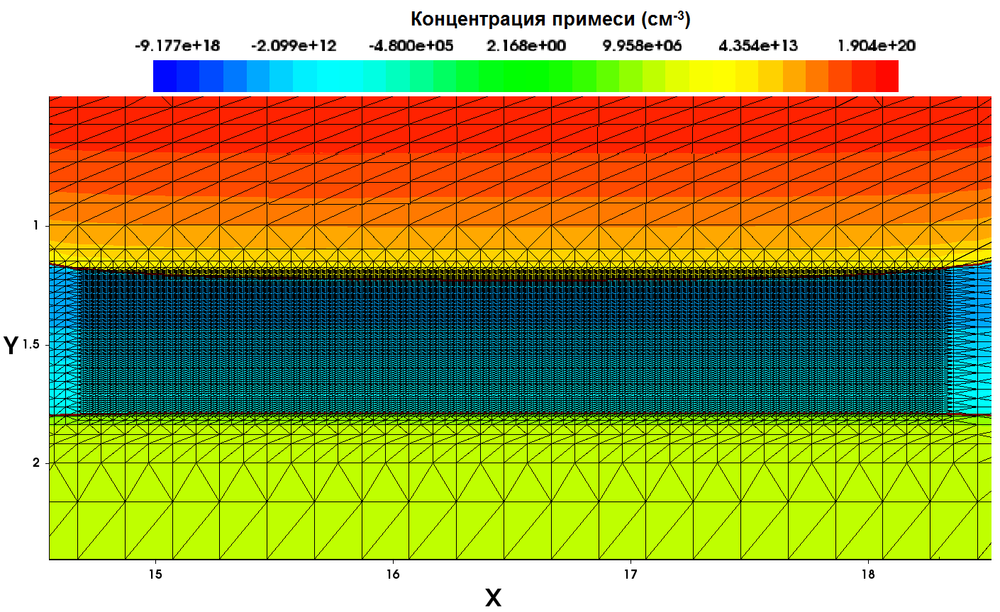 Концентрация примеси (см-3)
-9.177e+18 -2.099e+12 -4.800e+05 2.168e+00 9.958e+06 4.354e+13 1.904e+20
1
Y 1.5
2
15 16 17 18
X